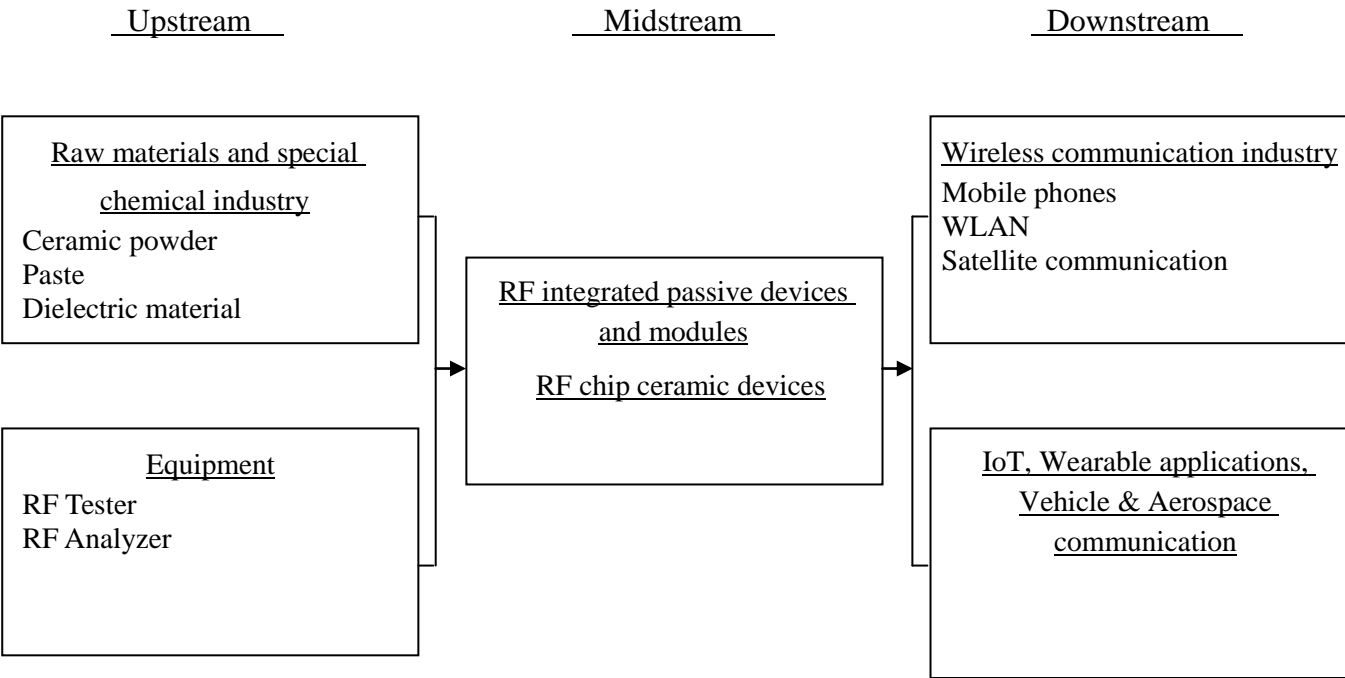 Upstream
Midstream
Downstream
Raw materials and special
chemical industry
Ceramic powder
Paste
Dielectric material
Equipment
RF Tester
RF Analyzer
RF integrated passive devices
and modules
RF chip ceramic devices
Wireless communication industry
Mobile phones
WLAN
Satellite communication
IoT, Wearable applications,
Vehicle & Aerospace
communication